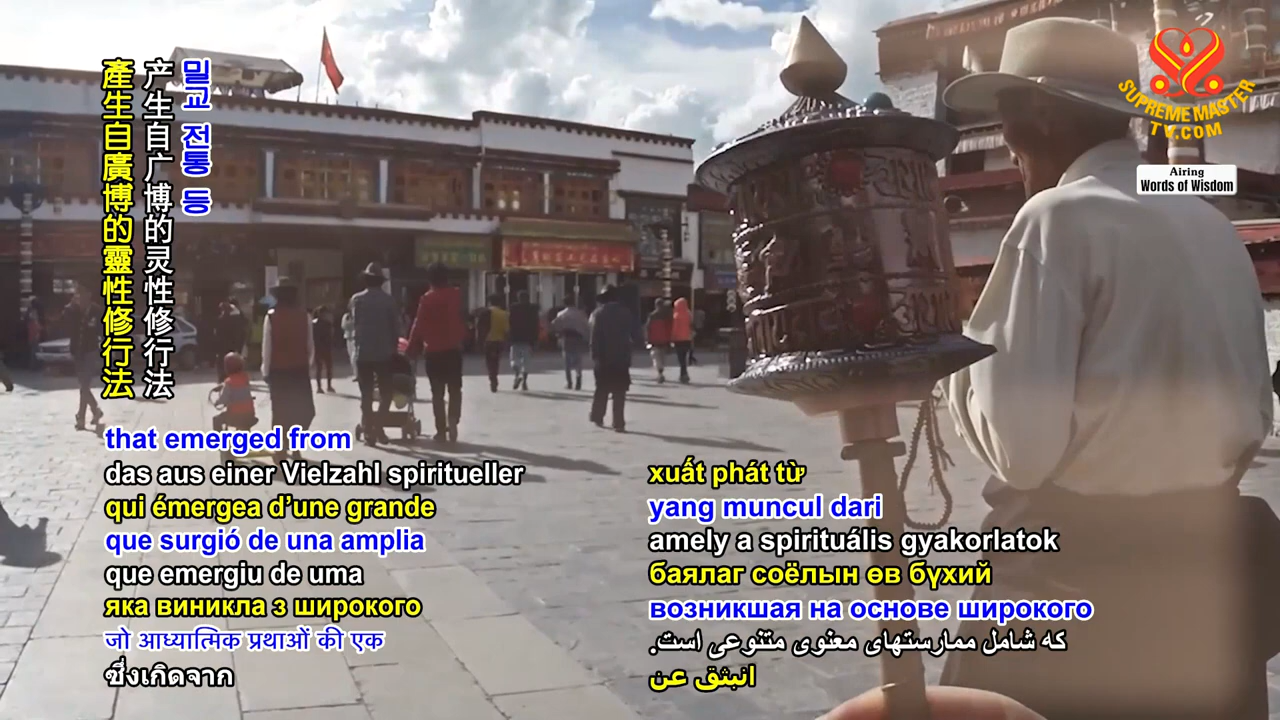 產生自廣博的靈性修行法
产生自广博的灵性修行法
밀교 전통 등
that emerged from
das aus einer Vielzahl spiritueller
qui émergea d’une grande
que surgió de una amplia
que emergiu de uma
яка виникла з широкого
जो आध्यात्मिक प्रथाओं की एक
ซึ่งเกิดจาก
xuất phát từ
yang muncul dari
amely a spirituális gyakorlatok
баялаг соёлын өв бүхий
возникшая на основе широкого
که شامل ممارستهای معنوی متنوعی است.
انبثق عن
SUPREME MASTER
TV.COM
Airing
Words of Wisdom